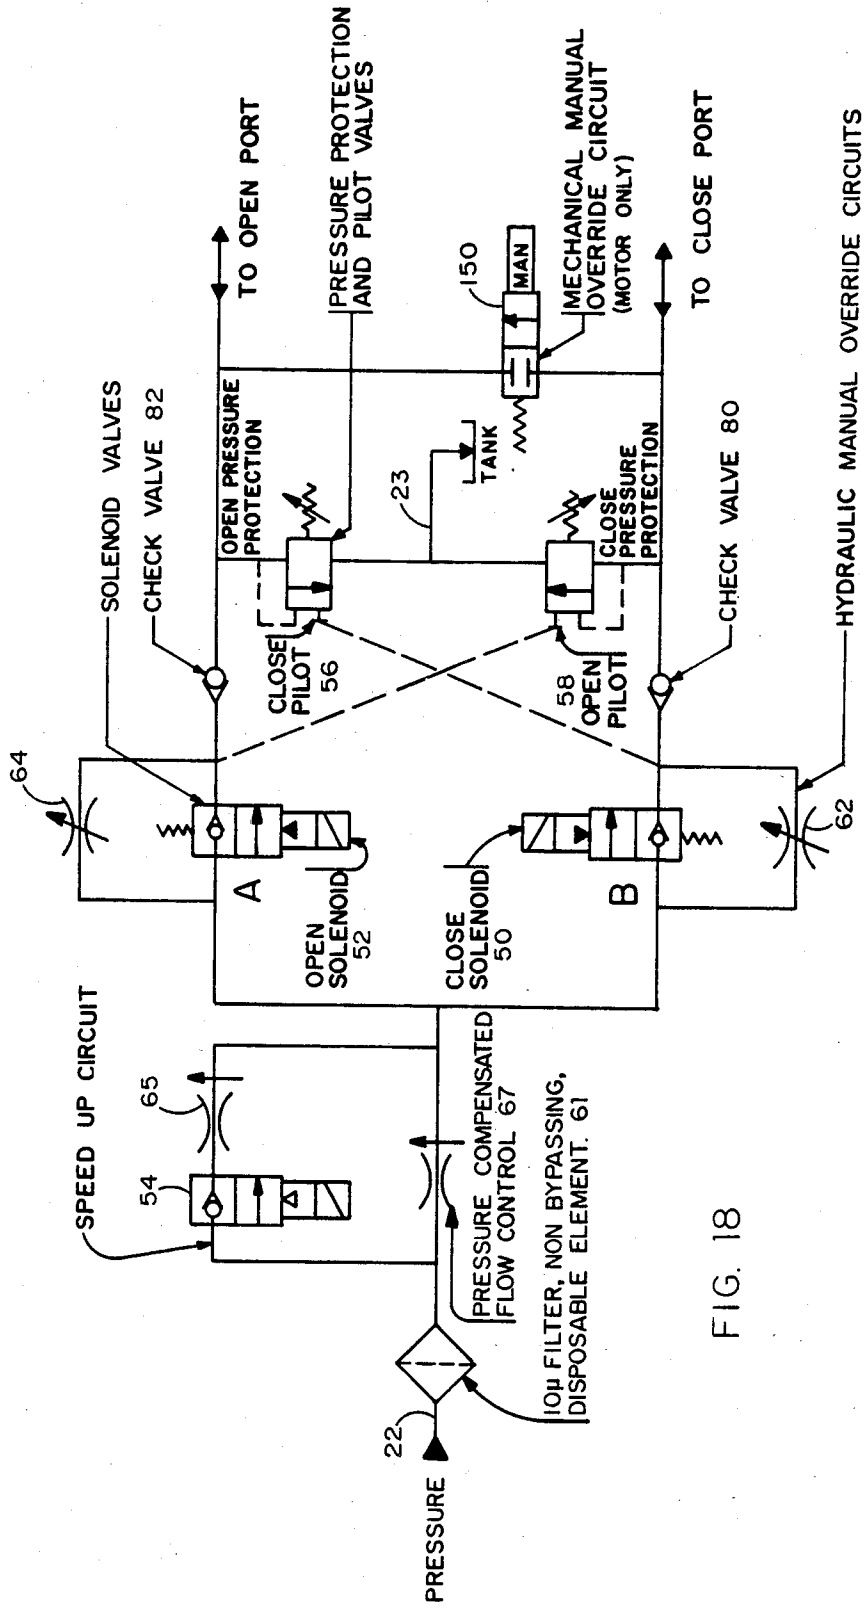 PRESSURE
22
10μ FILTER, NON BYPASSING,
DISPOSABLE ELEMENT. 61
PRESSURE COMPENSATED
FLOW CONTROL 67
SPEED UP CIRCUIT
54
65
64
A
OPEN
SOLENOID
52
CLOSE
SOLENOID
50
B
62
SOLENOID VALVES
CHECK VALVE 82
CLOSE
PILOT
56
58
OPEN
PILOT
CHECK VALVE 80
HYDRAULIC MANUAL OVERRIDE CIRCUITS
OPEN PRESSURE
PROTECTION
23
TANK
CLOSE
PRESSURE
PROTECTION
TO OPEN PORT
PRESSURE PROTECTION
AND PILOT VALVES
150
MAN
MECHANICAL MANUAL
OVERRIDE CIRCUIT
(MOTOR ONLY)
TO CLOSE PORT
FIG. 18